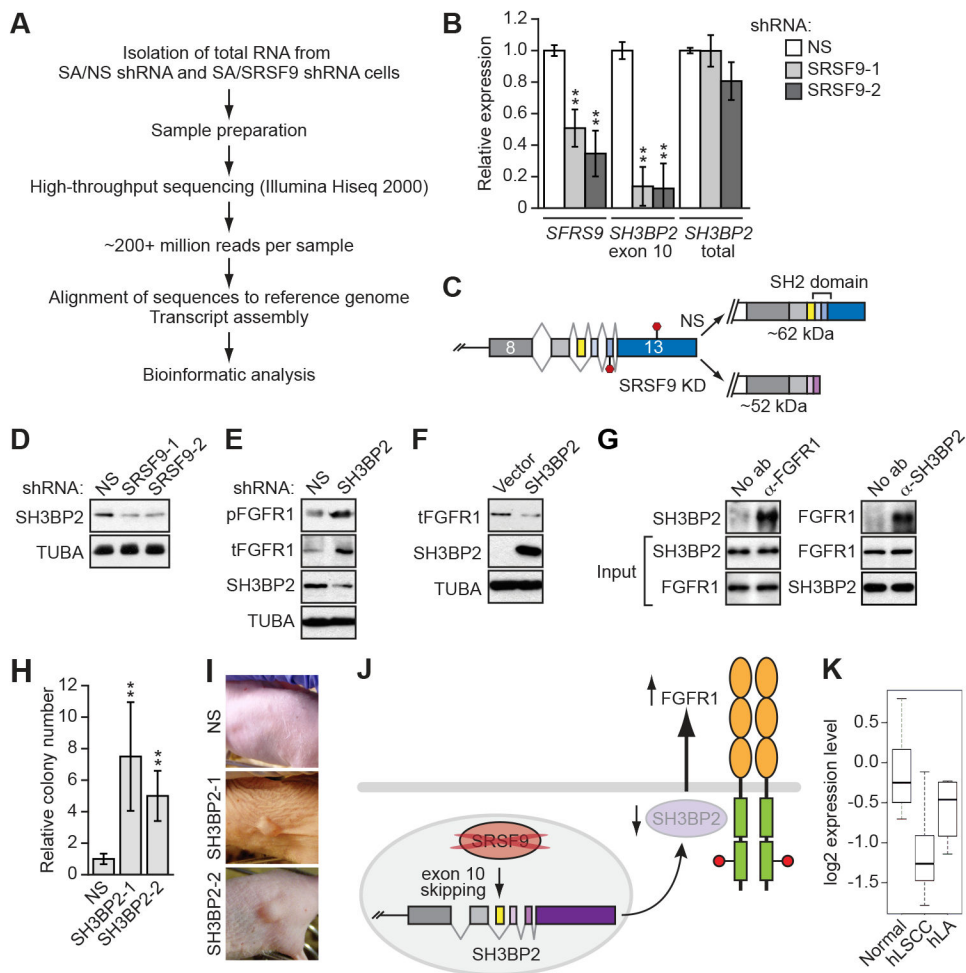 A
Isolation of total RNA from
SA/NS shRNA and SA/SRSF9 shRNA cells
Sample preparation
High-throughput sequencing (Illumina Hiseq 2000)
~200+ million reads per sample
Alignment of sequences to reference genome
Transcript assembly
Bioinformatic analysis
B
shRNA:
NS
SRSF9-1
SRSF9-2
Relative expression
1.2
1.0
0.8
0.6
0.4
0.2
0
** ** ** **
SFRS9
SH3BP2
exon 10
SH3BP2
total
C
8
13
NS
SRSF9 KD
SH2 domain
~62 kDa
~52 kDa
D
shRNA:
NS
SRSF9-1
SRSF9-2
SH3BP2
TUBA
E
shRNA:
NS
SH3BP2
pFGFR1
tFGFR1
SH3BP2
TUBA
F
Vector
SH3BP2
tFGFR1
SH3BP2
TUBA
G
No ab
α-FGFR1
SH3BP2
Input
SH3BP2
FGFR1
No ab
α-SH3BP2
FGFR1
FGFR1
SH3BP2
H
Relative colony number
12
10
8
6
4
2
0
** **
NS
SH3BP2-1
SH3BP2-2
I
NS
SH3BP2-1
SH3BP2-2
J
FGFR1
SH3BP2
SRSF9
exon 10
skipping
SH3BP2
K
log2 expression level
0.5
0.0
-0.5
-1.0
-1.5
Normal
hLSCC
hLA